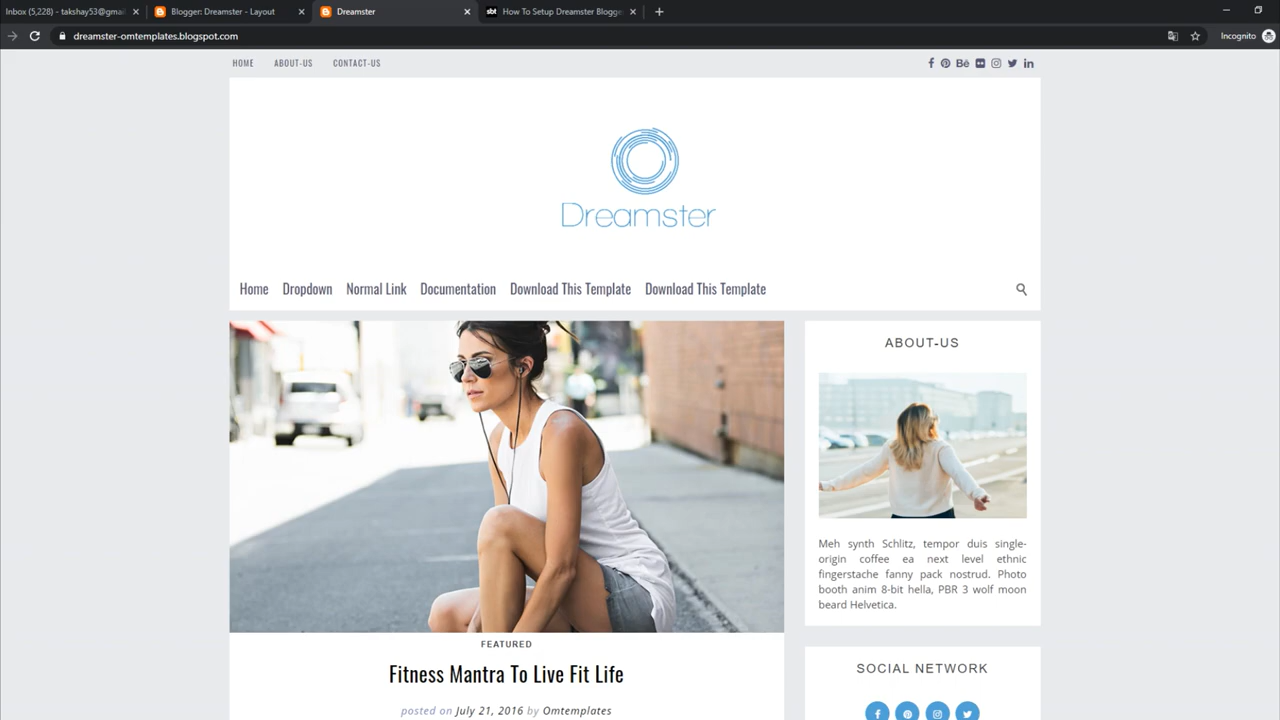 Inbox (5,228) - takshay53@gmai
Blogger: Dreamster - Layout
Dreamster
sbt How To Setup Dreamster Blogge
dreamster-omtemplates.blogspot.com
Incognito
HOME ABOUT-US CONTACT-US
Bē
Dreamster
Home Dropdown Normal Link Documentation Download This Template Download This Template
FEATURED
Fitness Mantra To Live Fit Life
posted on July 21, 2016 by Omtemplates
ABOUT-US
Meh synth Schlitz, tempor duis single-
origin coffee ea next level ethnic
fingerstache fanny pack nostrud. Photo
booth anim 8-bit hella, PBR 3 wolf moon
beard Helvetica.
SOCIAL NETWORK